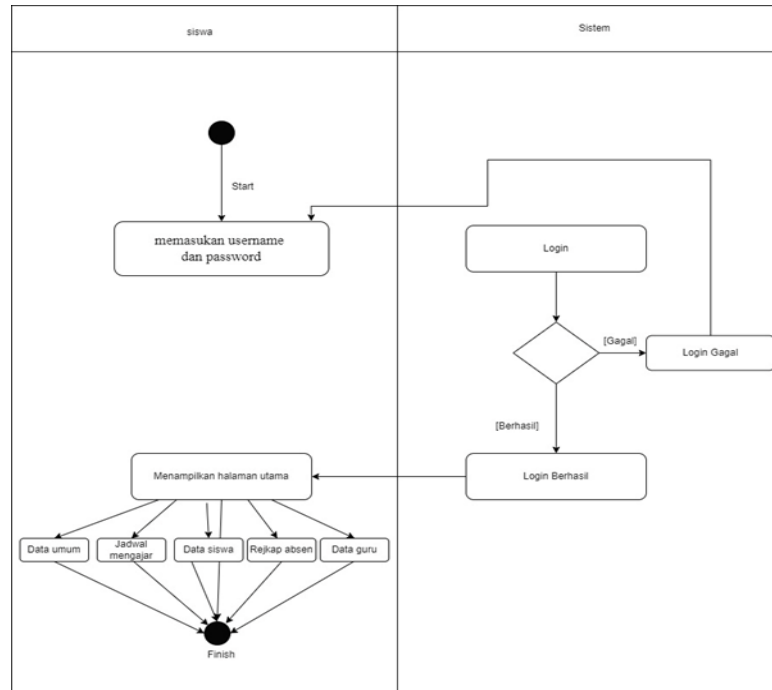 siswa
Sistem
Start
memasukan username
dan password
Login
[Gagal]
Login Gagal
[Berhasil]
Menampilkan halaman utama
Login Berhasil
Data umum
Jadwal
mengajar
Data siswa
Rejkap absen
Data guru
Finish